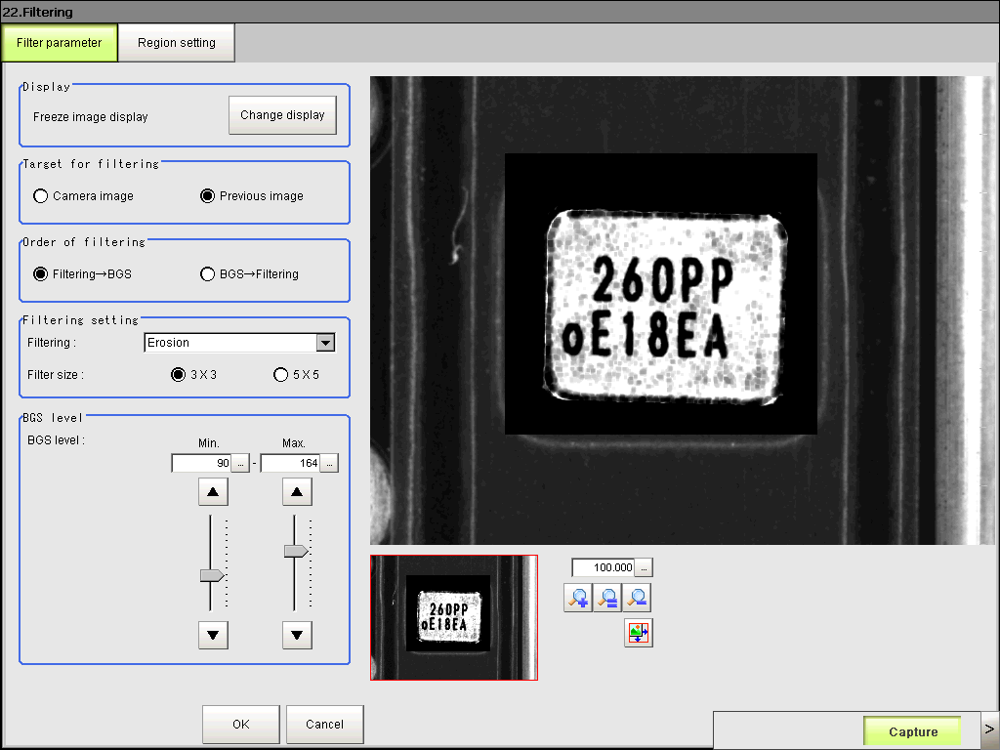 22.Filtering
Filter parameter
Region setting
Display
Freeze image display
Change display
Target for filtering
Camera image
Previous image
Order of filtering
Filtering→BGS
BGS→Filtering
Filtering setting
Filtering :
Erosion
Filter size :
3 X 3
5 X 5
BGS level
BGS level :
Min.
Max.
90 ... - 164 ...
260PP
oE18EA
260PP
oE18EA
100.000 ...
OK
Cancel
Capture
>